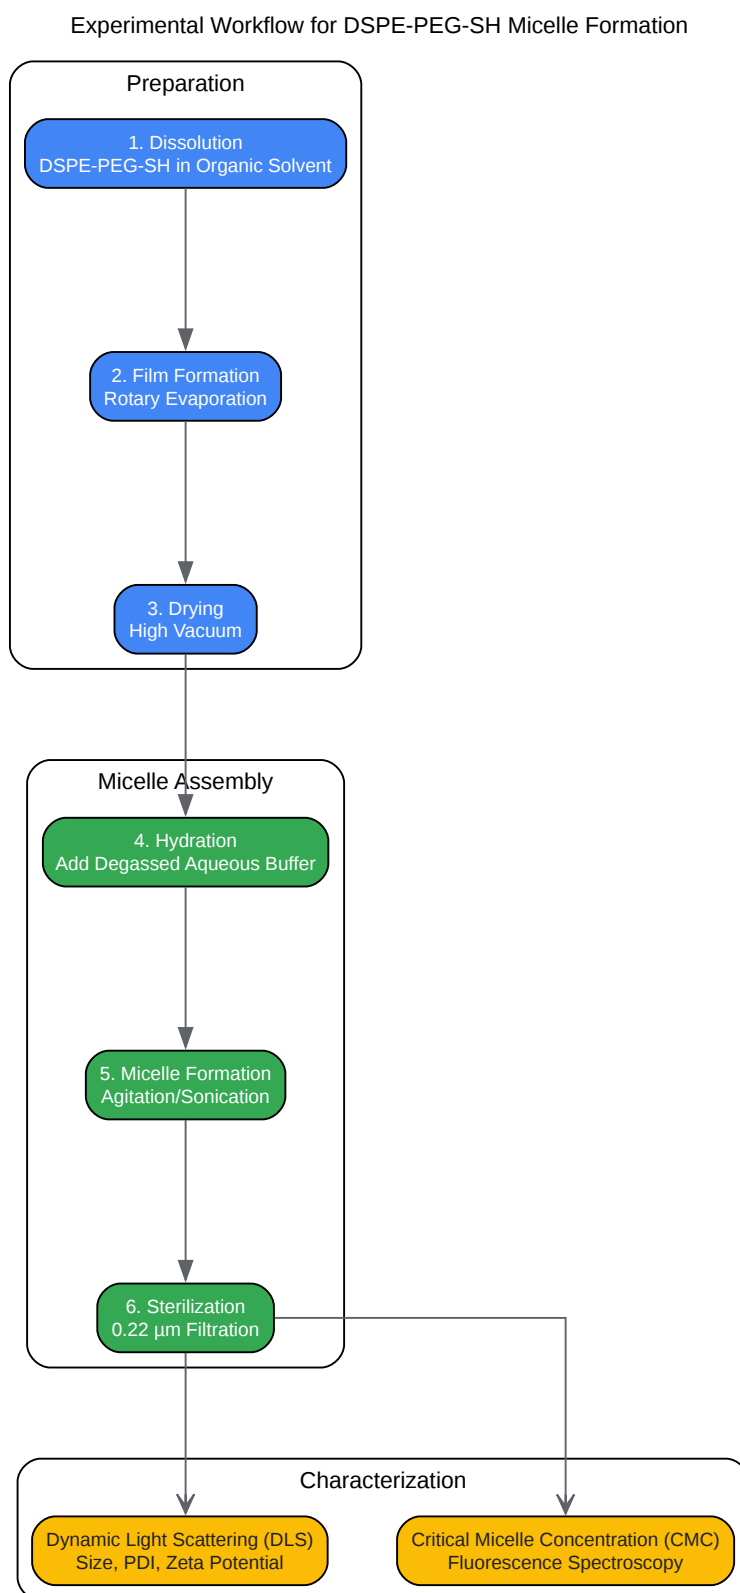 Experimental Workflow for DSPE-PEG-SH Micelle Formation
Preparation
1. Dissolution
DSPE-PEG-SH in Organic Solvent
2. Film Formation
Rotary Evaporation
3. Drying
High Vacuum
Micelle Assembly
4. Hydration
Add Degassed Aqueous Buffer
5. Micelle Formation
Agitation/Sonication
6. Sterilization
0.22 µm Filtration
Characterization
Dynamic Light Scattering (DLS)
Size, PDI, Zeta Potential
Critical Micelle Concentration (CMC)
Fluorescence Spectroscopy